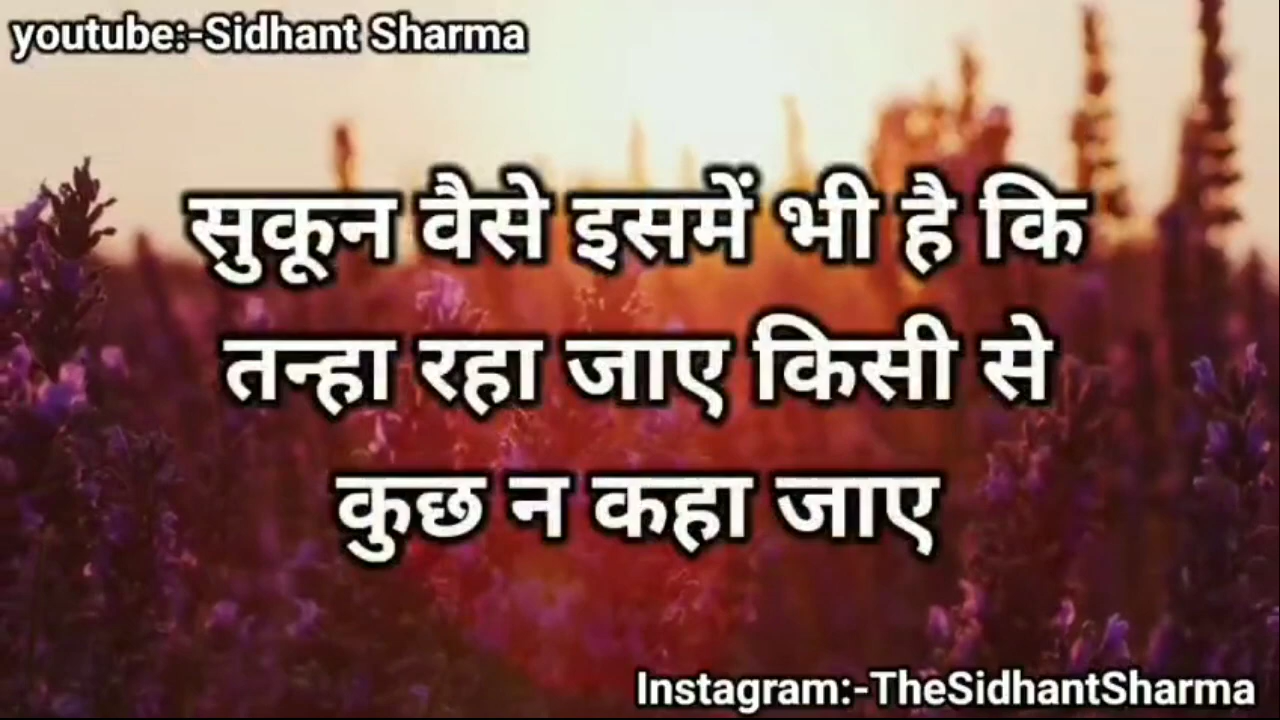 youtube:-Sidhant Sharma
सुकून वैसे इसमें भी है कि
तन्हा रहा जाए किसी से
कुछ न कहा जाए
Instagram:-TheSidhantSharma